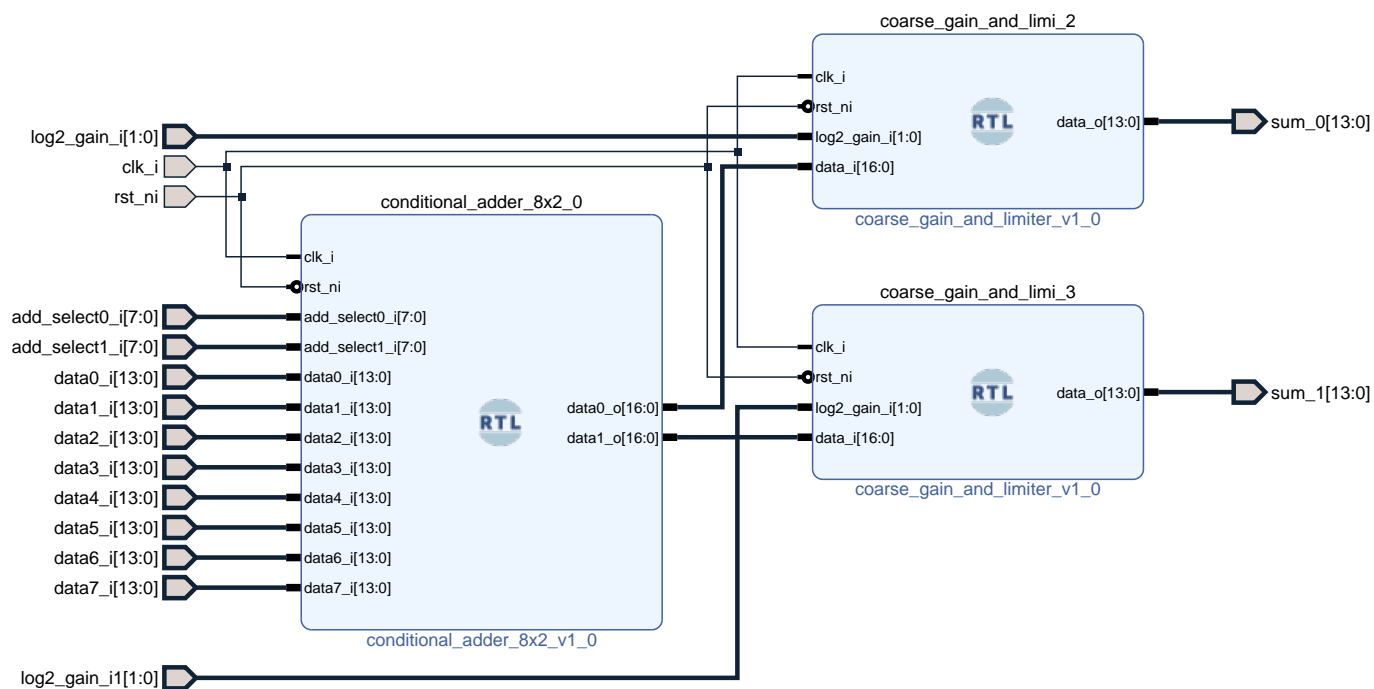 coarse_gain_and_limi_2
clk_i
rst_ni
log2_gain_i[1:0]
data_i[16:0]
RTL
data_o[13:0]
sum_0[13:0]
coarse_gain_and_limiter_v1_0
log2_gain_i[1:0]
clk_i
rst_ni
conditional_adder_8x2_0
clk_i
rst_ni
add_select0_i[7:0]
add_select1_i[7:0]
data0_i[13:0]
data1_i[13:0]
data2_i[13:0]
data3_i[13:0]
data4_i[13:0]
data5_i[13:0]
data6_i[13:0]
data7_i[13:0]
add_select0_i[7:0]
add_select1_i[7:0]
data0_i[13:0]
data1_i[13:0]
data2_i[13:0]
data3_i[13:0]
data4_i[13:0]
data5_i[13:0]
data6_i[13:0]
data7_i[13:0]
RTL
data0_o[16:0]
data1_o[16:0]
conditional_adder_8x2_v1_0
coarse_gain_and_limi_3
clk_i
rst_ni
log2_gain_i[1:0]
data_i[16:0]
RTL
data_o[13:0]
sum_1[13:0]
coarse_gain_and_limiter_v1_0
log2_gain_i1[1:0]